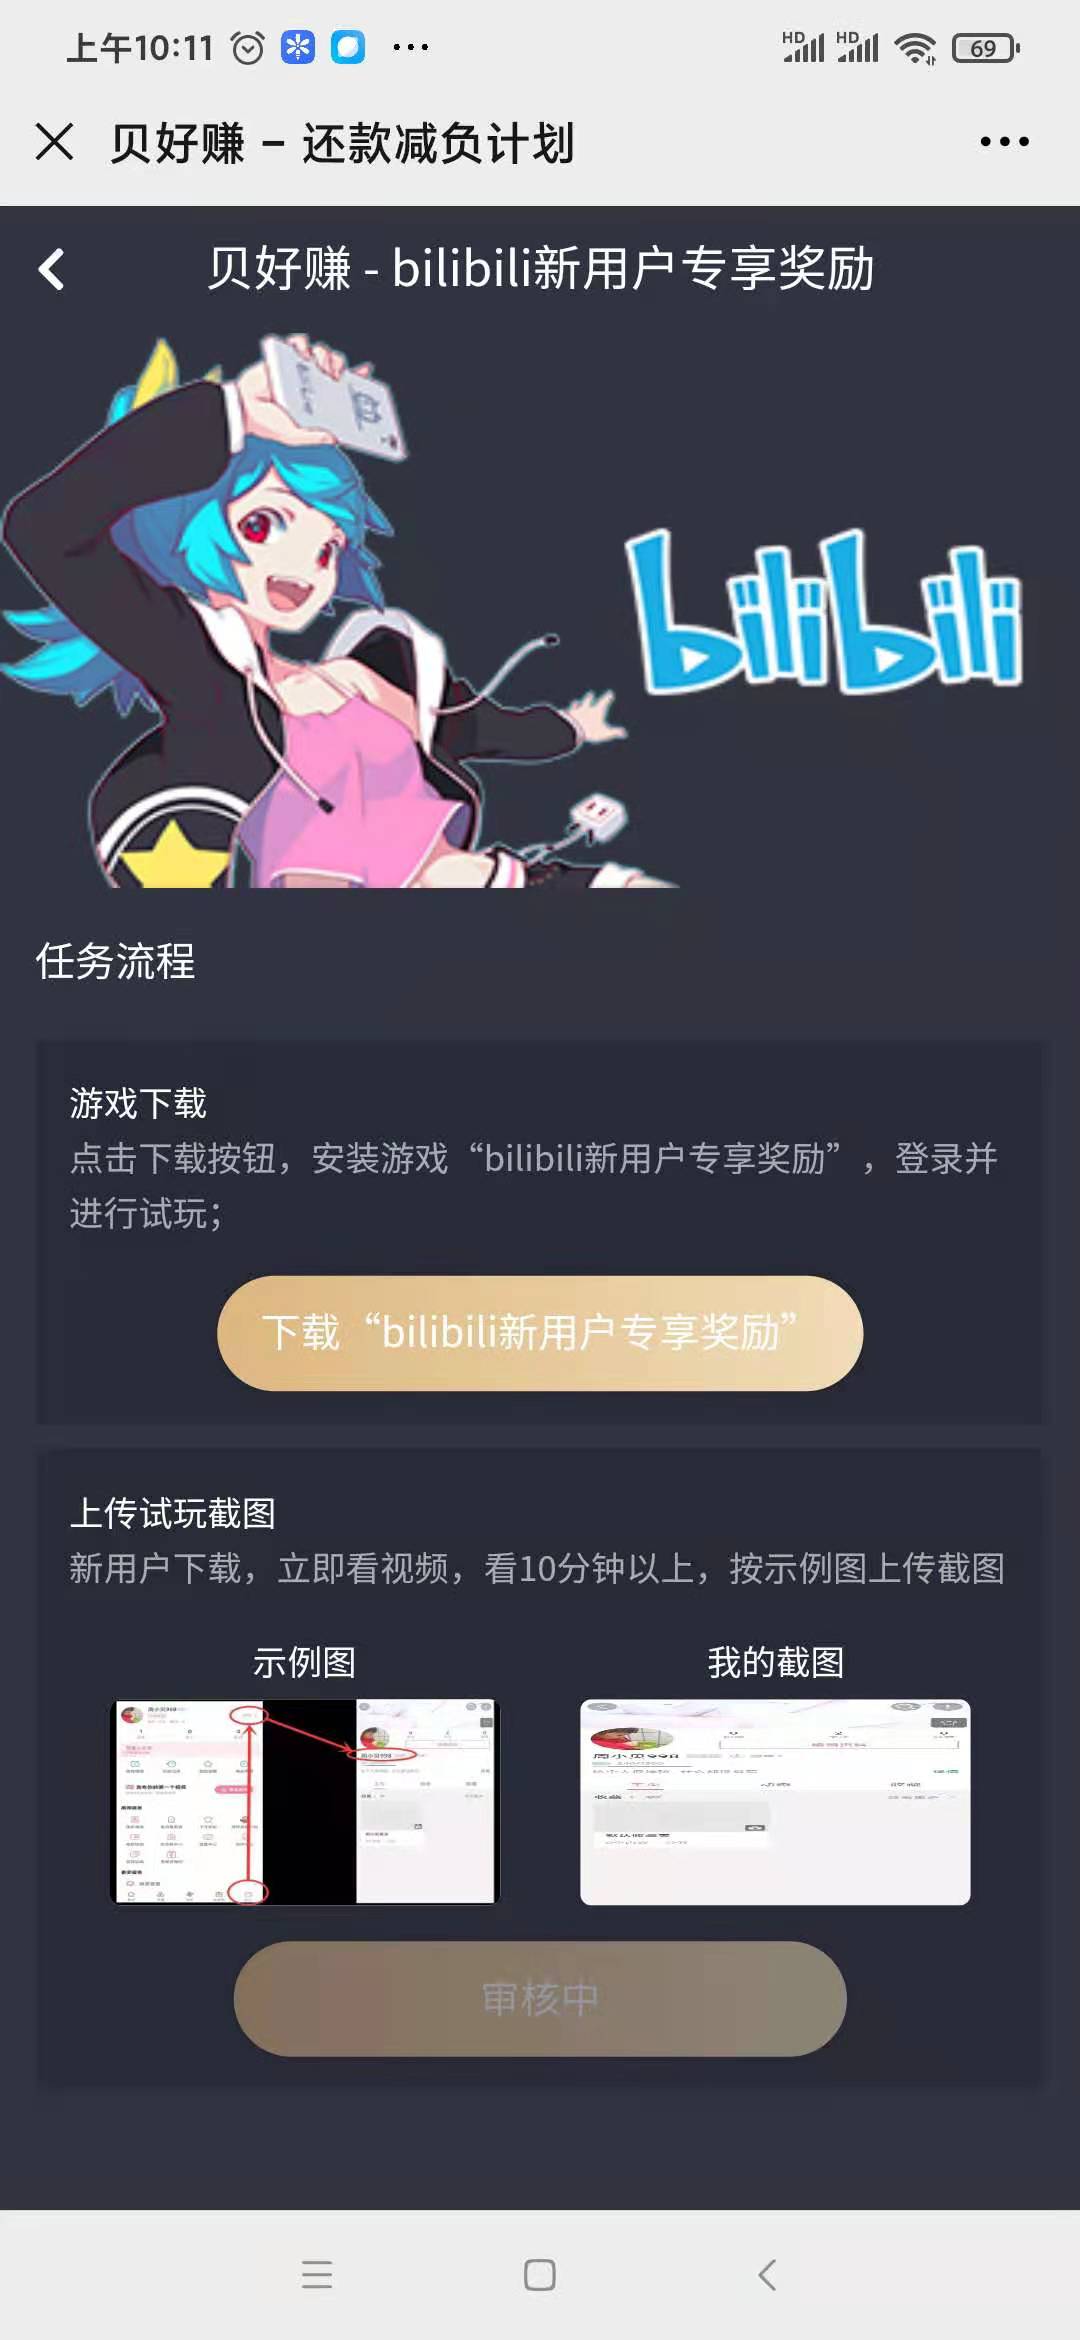 上午10:11
HD HD 69
贝好赚 – 还款减负计划
贝好赚 - bilibili新用户专享奖励
bilibili
任务流程
游戏下载
点击下载按钮，安装游戏“bilibili新用户专享奖励”，登录并
进行试玩；
下载“bilibili新用户专享奖励”
上传试玩截图
新用户下载，立即看视频，看10分钟以上，按示例图上传截图
示例图
我的截图
周小贝998
审核中